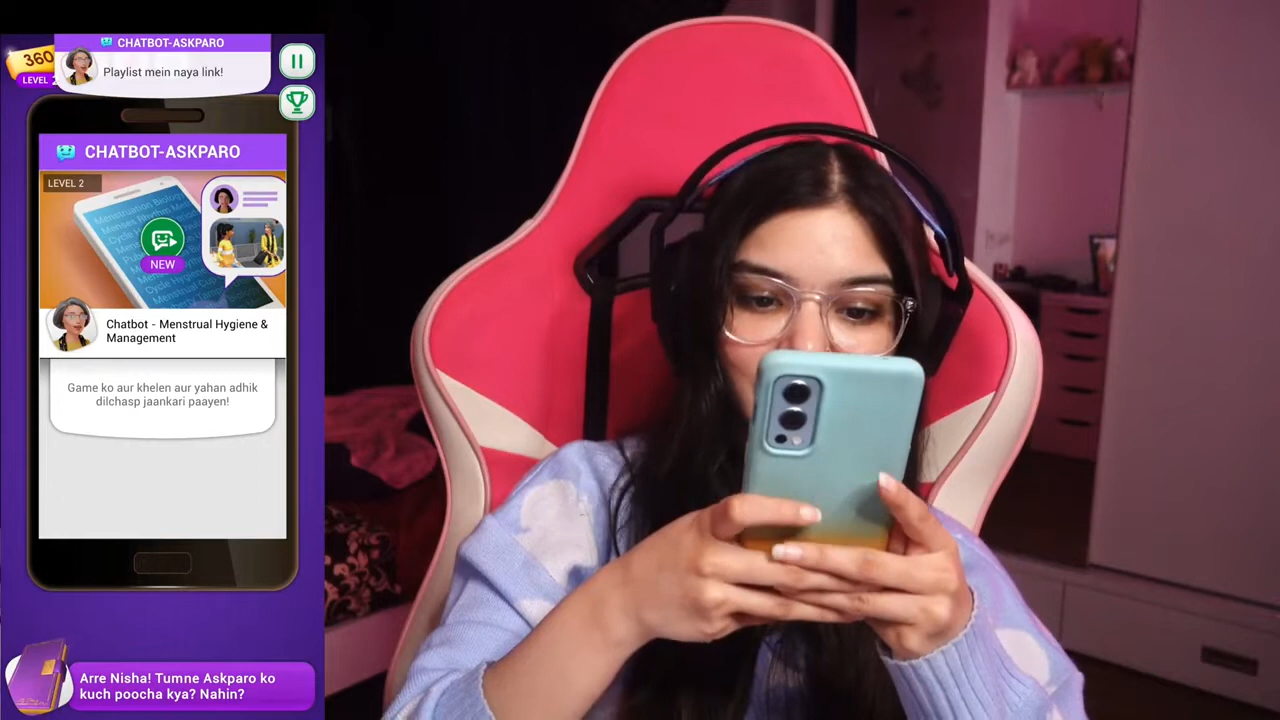 CHATBOT-ASKPARO
360
LEVEL 2
Playlist mein naya link!
CHATBOT-ASKPARO
LEVEL 2
NEW
Chatbot - Menstrual Hygiene &
Management
Game ko aur khelen aur yahan adhik
dilchasp jaankari paayen!
Arre Nisha! Tumne Askparo ko
kuch poocha kya? Nahin?